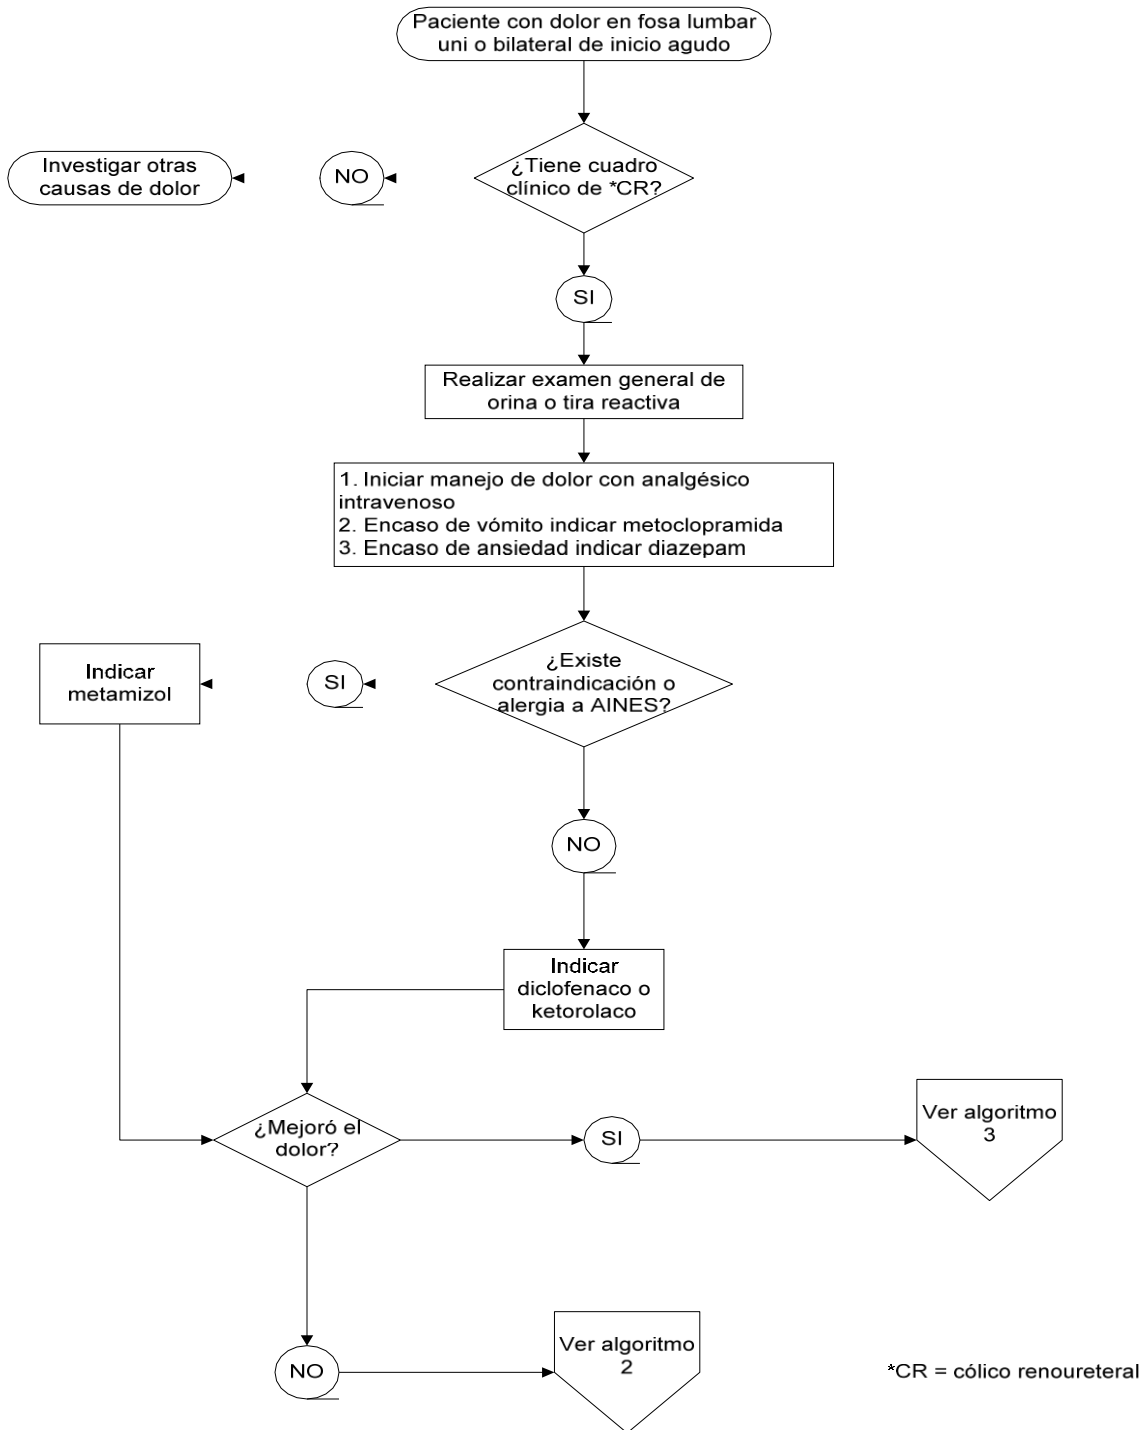 Paciente con dolor en fosa lumbar
uni o bilateral de inicio agudo
¿Tiene cuadro
clínico de *CR?
NO
Investigar otras
causas de dolor
SI
Realizar examen general de
orina o tira reactiva
1. Iniciar manejo de dolor con analgésico
intravenoso
2. Encaso de vómito indicar metoclopramida
3. Encaso de ansiedad indicar diazepam
¿Existe
contraindicación o
alergia a AINES?
SI
Indicar
metamizol
NO
Indicar
diclofenaco o
ketorolaco
¿Mejoró el
dolor?
SI
Ver algoritmo
3
NO
Ver algoritmo
2
*CR = cólico renoureteral